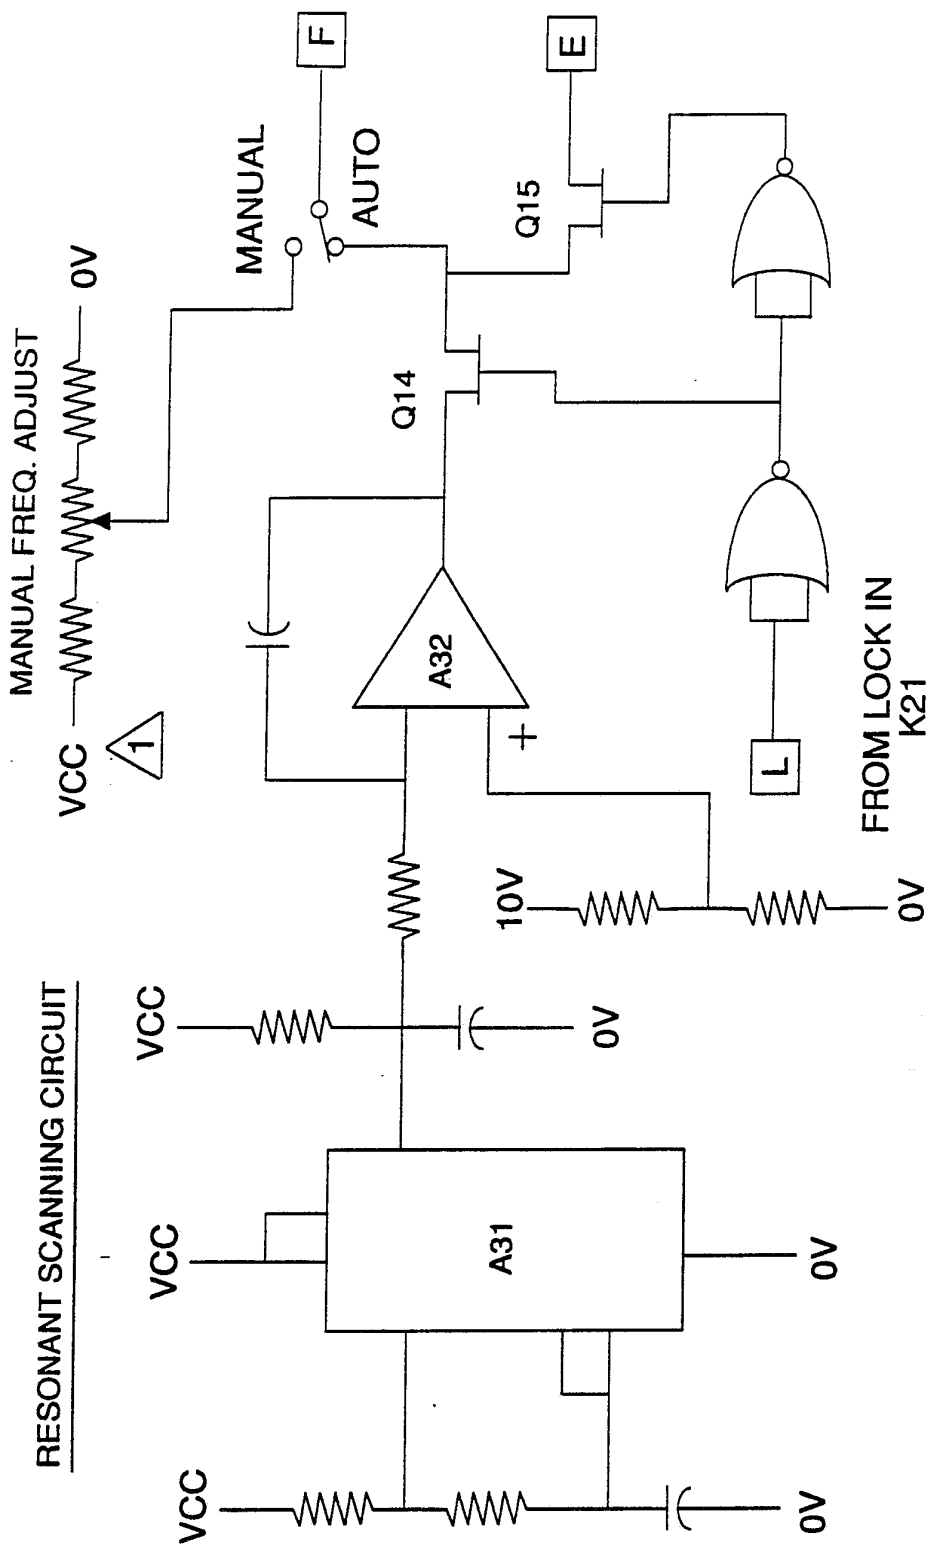 RESONANT SCANNING CIRCUIT
MANUAL FREQ. ADJUST
VCC
0V
1
MANUAL
F
AUTO
VCC
VCC
VCC
0V
A31
0V
0V
10V
0V
+
A32
Q14
Q15
E
L
FROM LOCK IN
K21